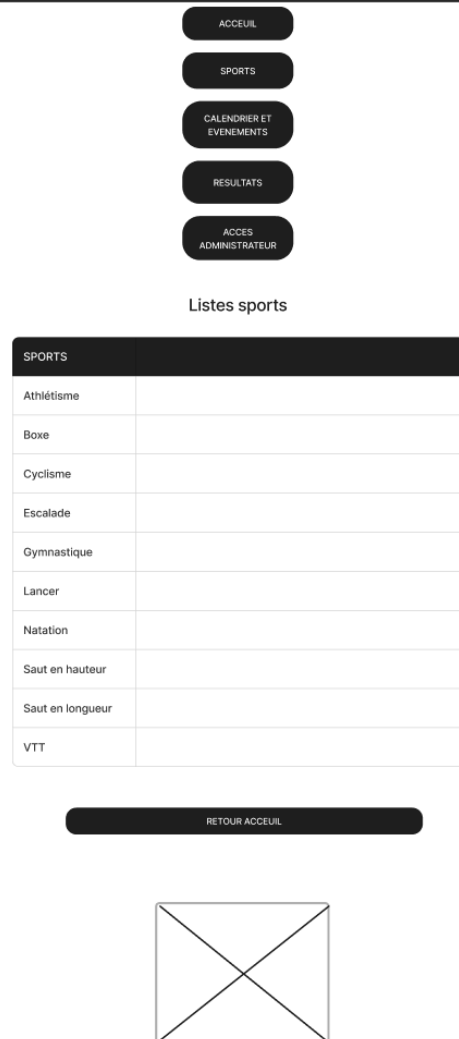 ACCEUIL
SPORTS
CALENDRIER ET
EVENEMENTS
RESULTATS
ACCES
ADMINISTRATEUR
Listes sports
SPORTS
Athlétisme
Boxe
Cyclisme
Escalade
Gymnastique
Lancer
Natation
Saut en hauteur
Saut en longueur
VTT
RETOUR ACCEUIL